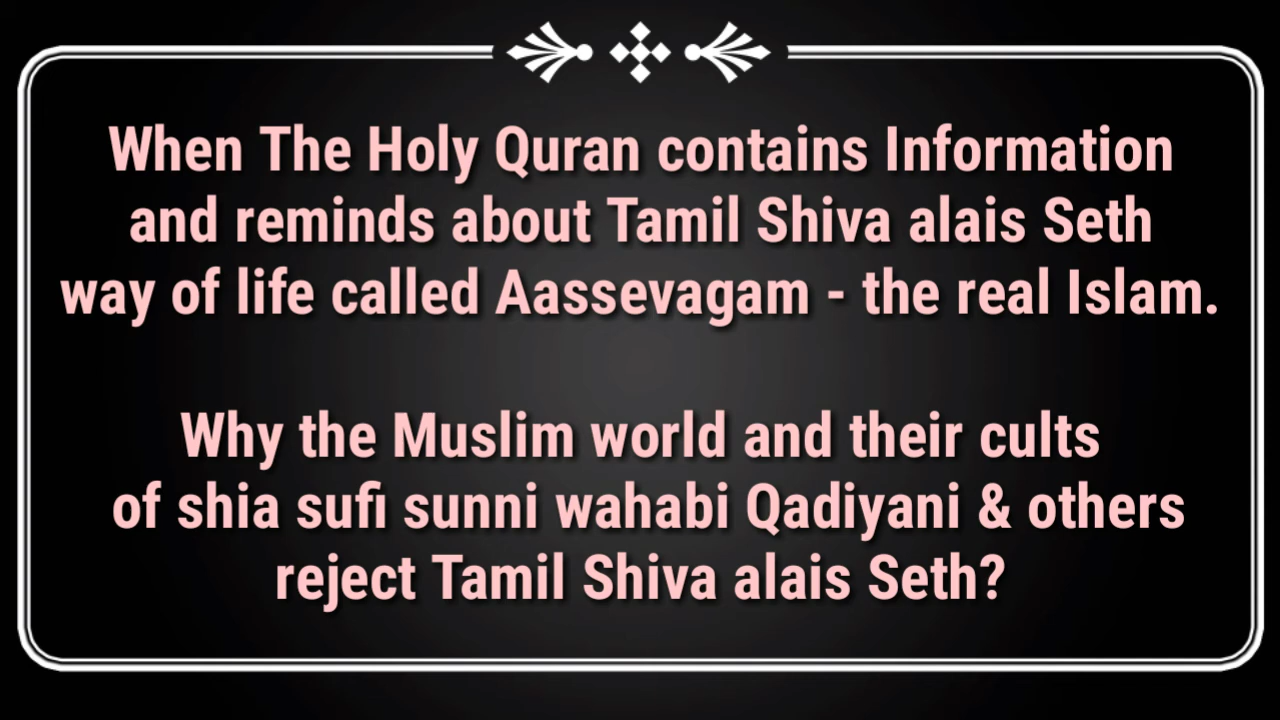 When The Holy Quran contains Information
and reminds about Tamil Shiva alais Seth
way of life called Aassevagam - the real Islam.
Why the Muslim world and their cults
of shia sufi sunni wahabi Qadiyani & others
reject Tamil Shiva alais Seth?